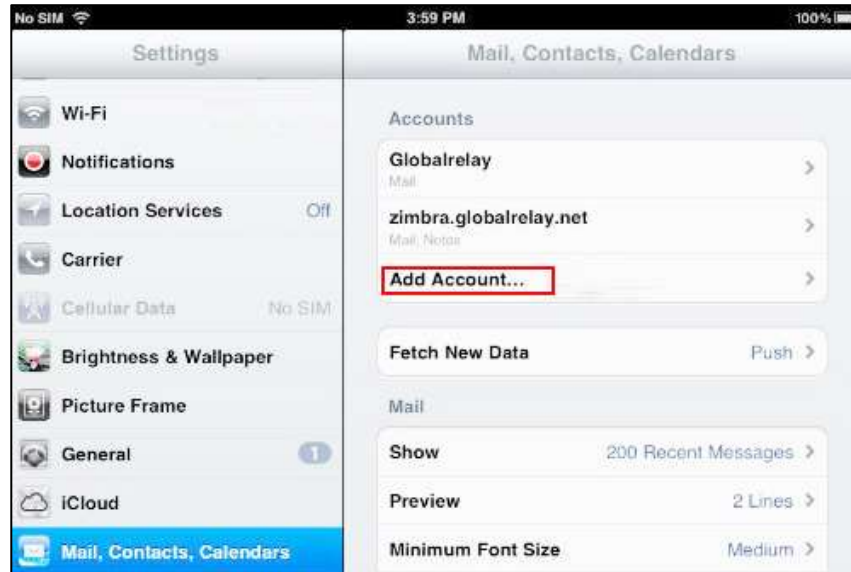 No SIM 3:59 PM 100%
Settings
Wi-Fi
Notifications
Location Services Off
Carrier
Cellular Data No SIM
Brightness & Wallpaper
Picture Frame
General 1
iCloud
Mail, Contacts, Calendars
Mail, Contacts, Calendars
Accounts
Globalrelay
Mail
zimbra.globalrelay.net
Mail, Notes
Add Account...
Fetch New Data Push
Mail
Show 200 Recent Messages
Preview 2 Lines
Minimum Font Size Medium